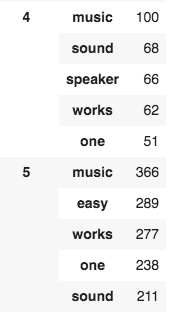 4 music 100
sound 68
speaker 66
works 62
one 51
5 music 366
easy 289
works 277
one 238
sound 211